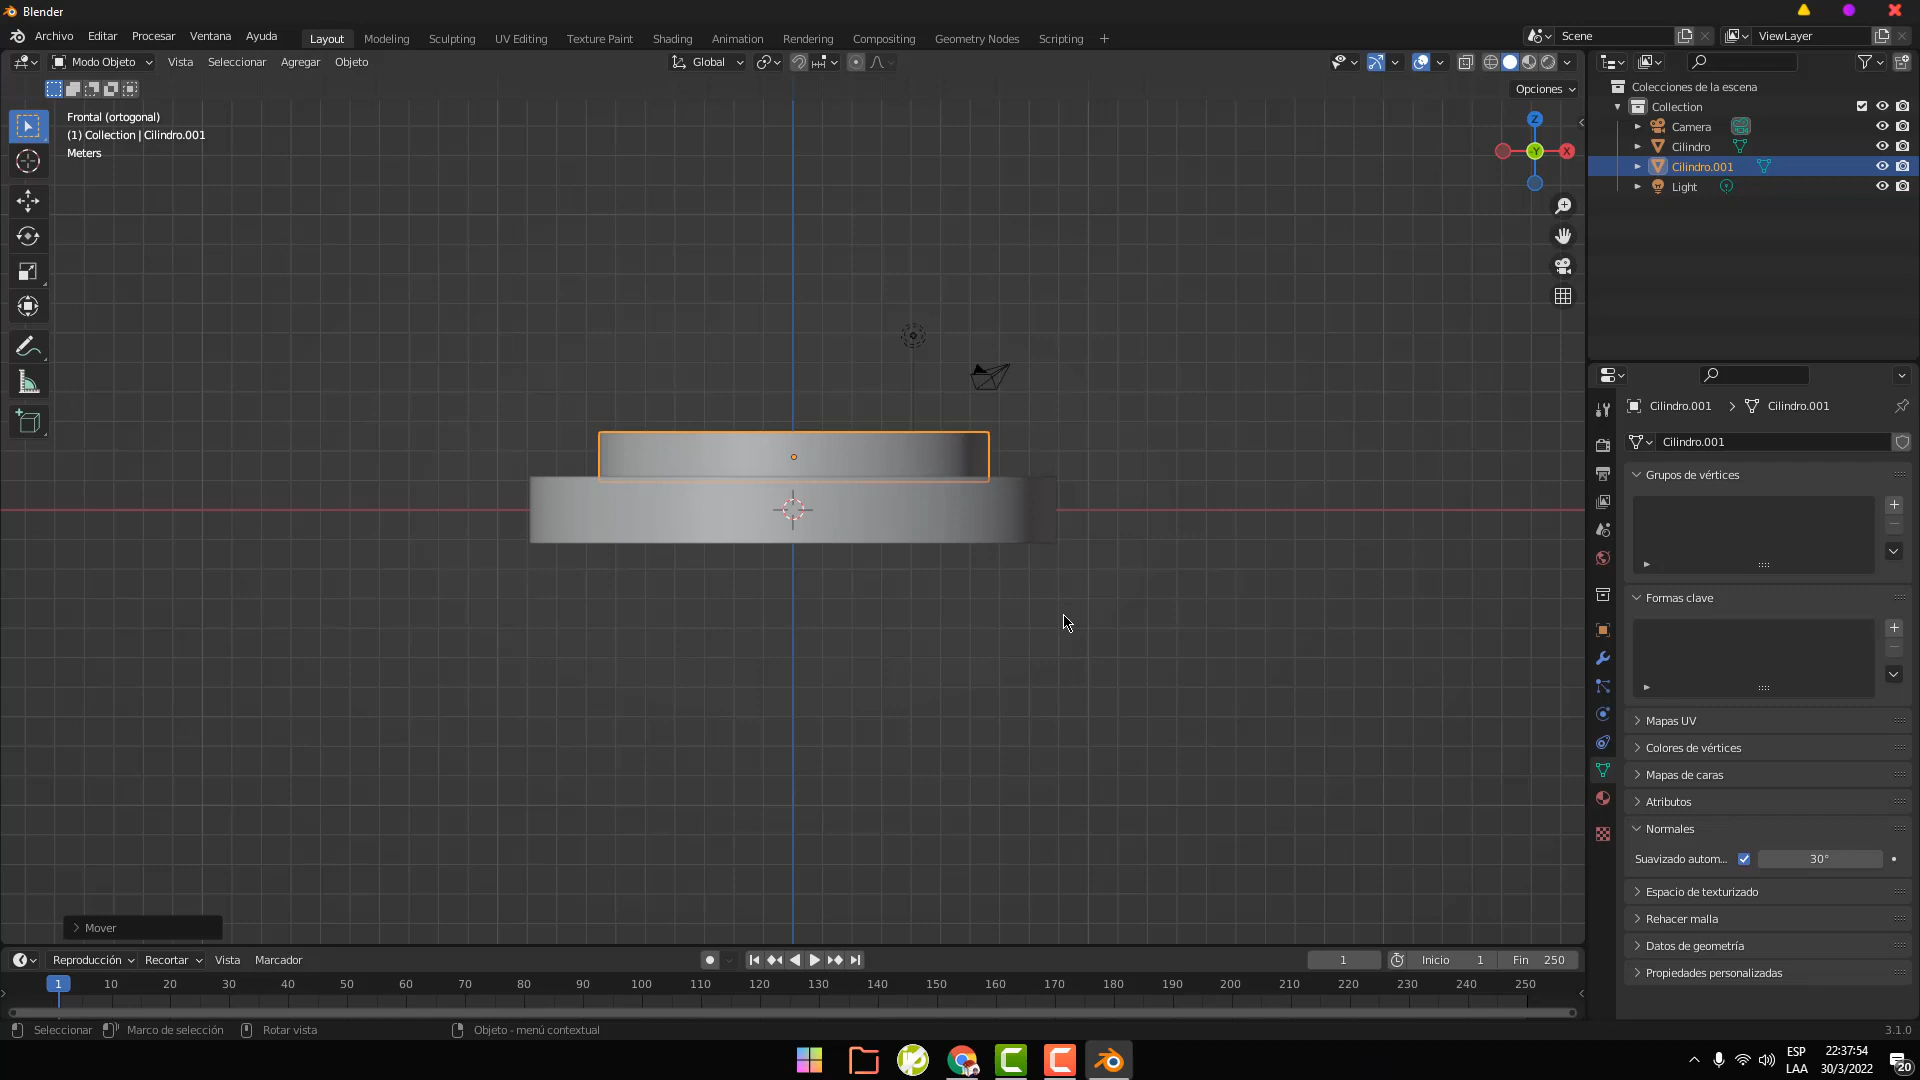 Blender
Archivo Editar Procesar Ventana Ayuda Layout Modeling Sculpting UV Editing Texture Paint Shading Animation Rendering Compositing Geometry Nodes Scripting + Scene ViewLayer
Modo Objeto Vista Seleccionar Agregar Objeto Global
Opciones
Frontal (ortogonal)
(1) Collection | Cilindro.001
Meters
Z
-Y
X
Colecciones de la escena
Collection
Camera
Cilindro
Cilindro.001
Light
Cilindro.001 > Cilindro.001
Cilindro.001
Grupos de vértices
Formas clave
Mapas UV
Colores de vértices
Mapas de caras
Atributos
Normales
Suavizado autom... 30°
Espacio de texturizado
Rehacer malla
Datos de geometría
Propiedades personalizadas
Mover
Reproducción Recortar Vista Marcador 1 Inicio 1 Fin 250
1 10 20 30 40 50 60 70 80 90 100 110 120 130 140 150 160 170 180 190 200 210 220 230 240 250
Seleccionar Marco de selección Rotar vista Objeto - menú contextual 3.1.0
ESP
LAA
22:37:54
30/3/2022
20